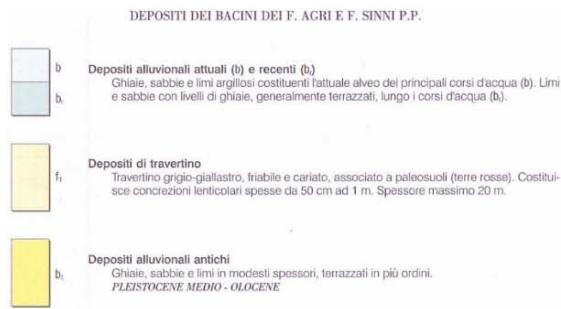 DEPOSITI DEI BACINI DEI F. AGRI E F. SINNI P.P.
b
Depositi alluvionali attuali (b) e recenti (b₁)
Ghiaie, sabbie e limi argillosi costituenti l'attuale alveo dei principali corsi d'acqua (b). Limi
b₁
e sabbie con livelli di ghiaie, generalmente terrazzati, lungo i corsi d'acqua (b₁).
Depositi di travertino
f₁
Travertino grigio-giallastro, friabile e cariato, associato a paleosuoli (terre rosse). Costitui-
sce concrezioni lenticolari spesse da 50 cm ad 1 m. Spessore massimo 20 m.
Depositi alluvionali antichi
b₁
Ghiaie, sabbie e limi in modesti spessori, terrazzati in più ordini.
PLEISTOCENE MEDIO - OLOCENE